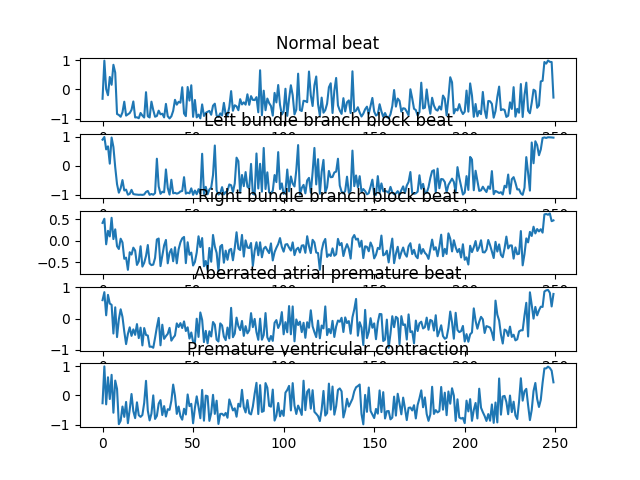 Normal beat
1
0
−1
Left bundle branch block beat
1
0
−1
Right bundle branch block beat
0.5
0.0
−0.5
Aberrated atrial premature beat
1
0
−1
Premature ventricular contraction
1
0
−1
0 50 100 150 200 250